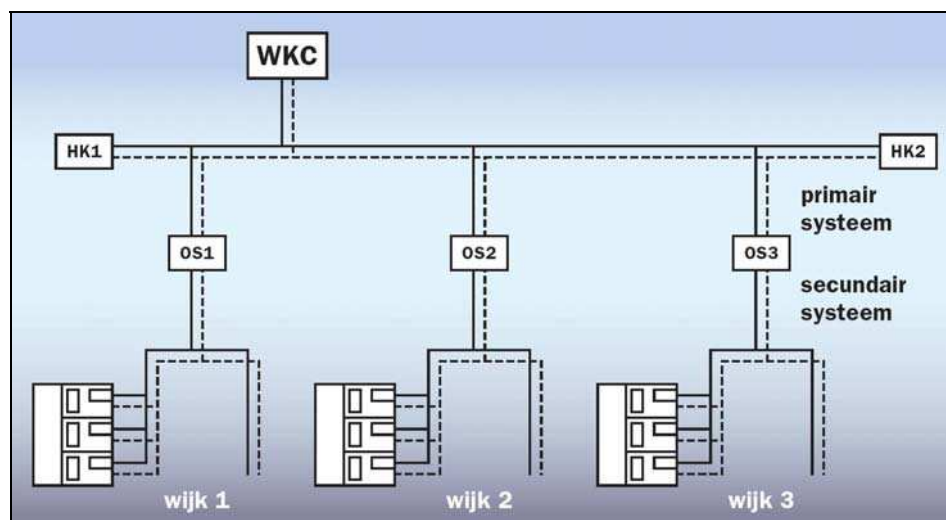 WKC
HK1
HK2
primair
systeem
OS1
OS2
OS3
secundair
systeem
wijk 1
wijk 2
wijk 3